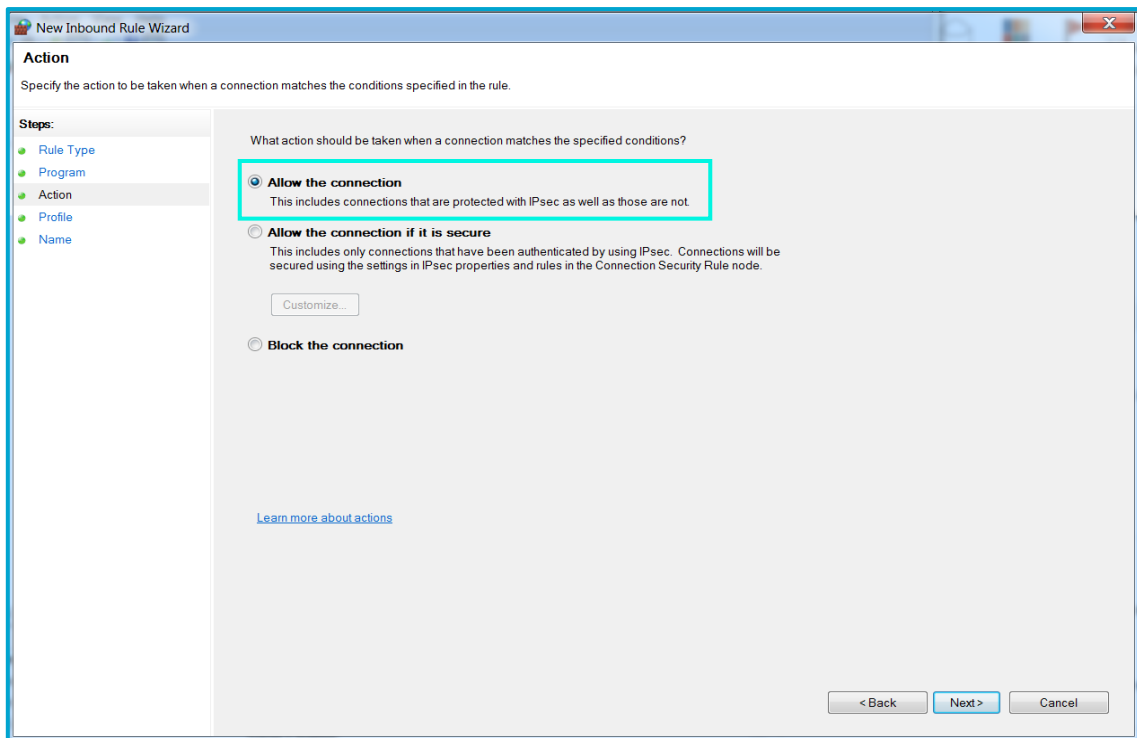 New Inbound Rule Wizard
X
Action
Specify the action to be taken when a connection matches the conditions specified in the rule.
Steps:
Rule Type
Program
Action
Profile
Name
What action should be taken when a connection matches the specified conditions?
Allow the connection
This includes connections that are protected with IPsec as well as those are not.
Allow the connection if it is secure
This includes only connections that have been authenticated by using IPsec. Connections will be
secured using the settings in IPsec properties and rules in the Connection Security Rule node.
Customize...
Block the connection
Learn more about actions
< Back
Next >
Cancel